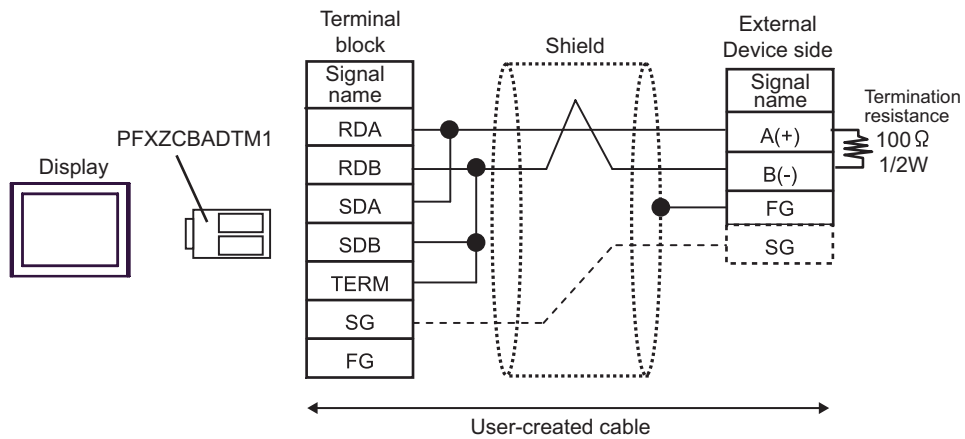 Terminal
block
Signal
name
RDA
RDB
SDA
SDB
TERM
SG
FG
Shield
External
Device side
Signal
name
A(+)
B(-)
FG
SG
Termination
resistance
100Ω
1/2W
PFXZCBADTM1
Display
User-created cable